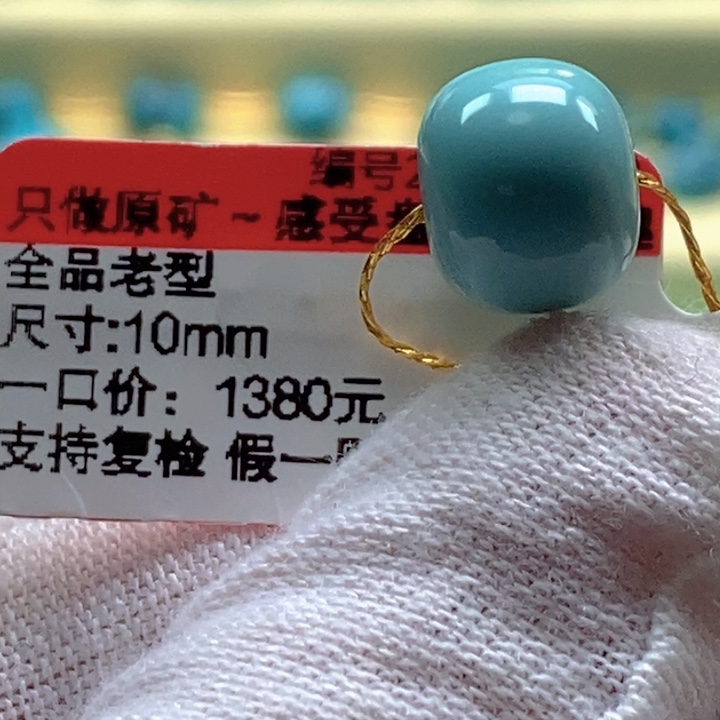 编号2
只做原矿~感受
全品老型
尺寸:10mm
一口价：1380元
支持复检 假一